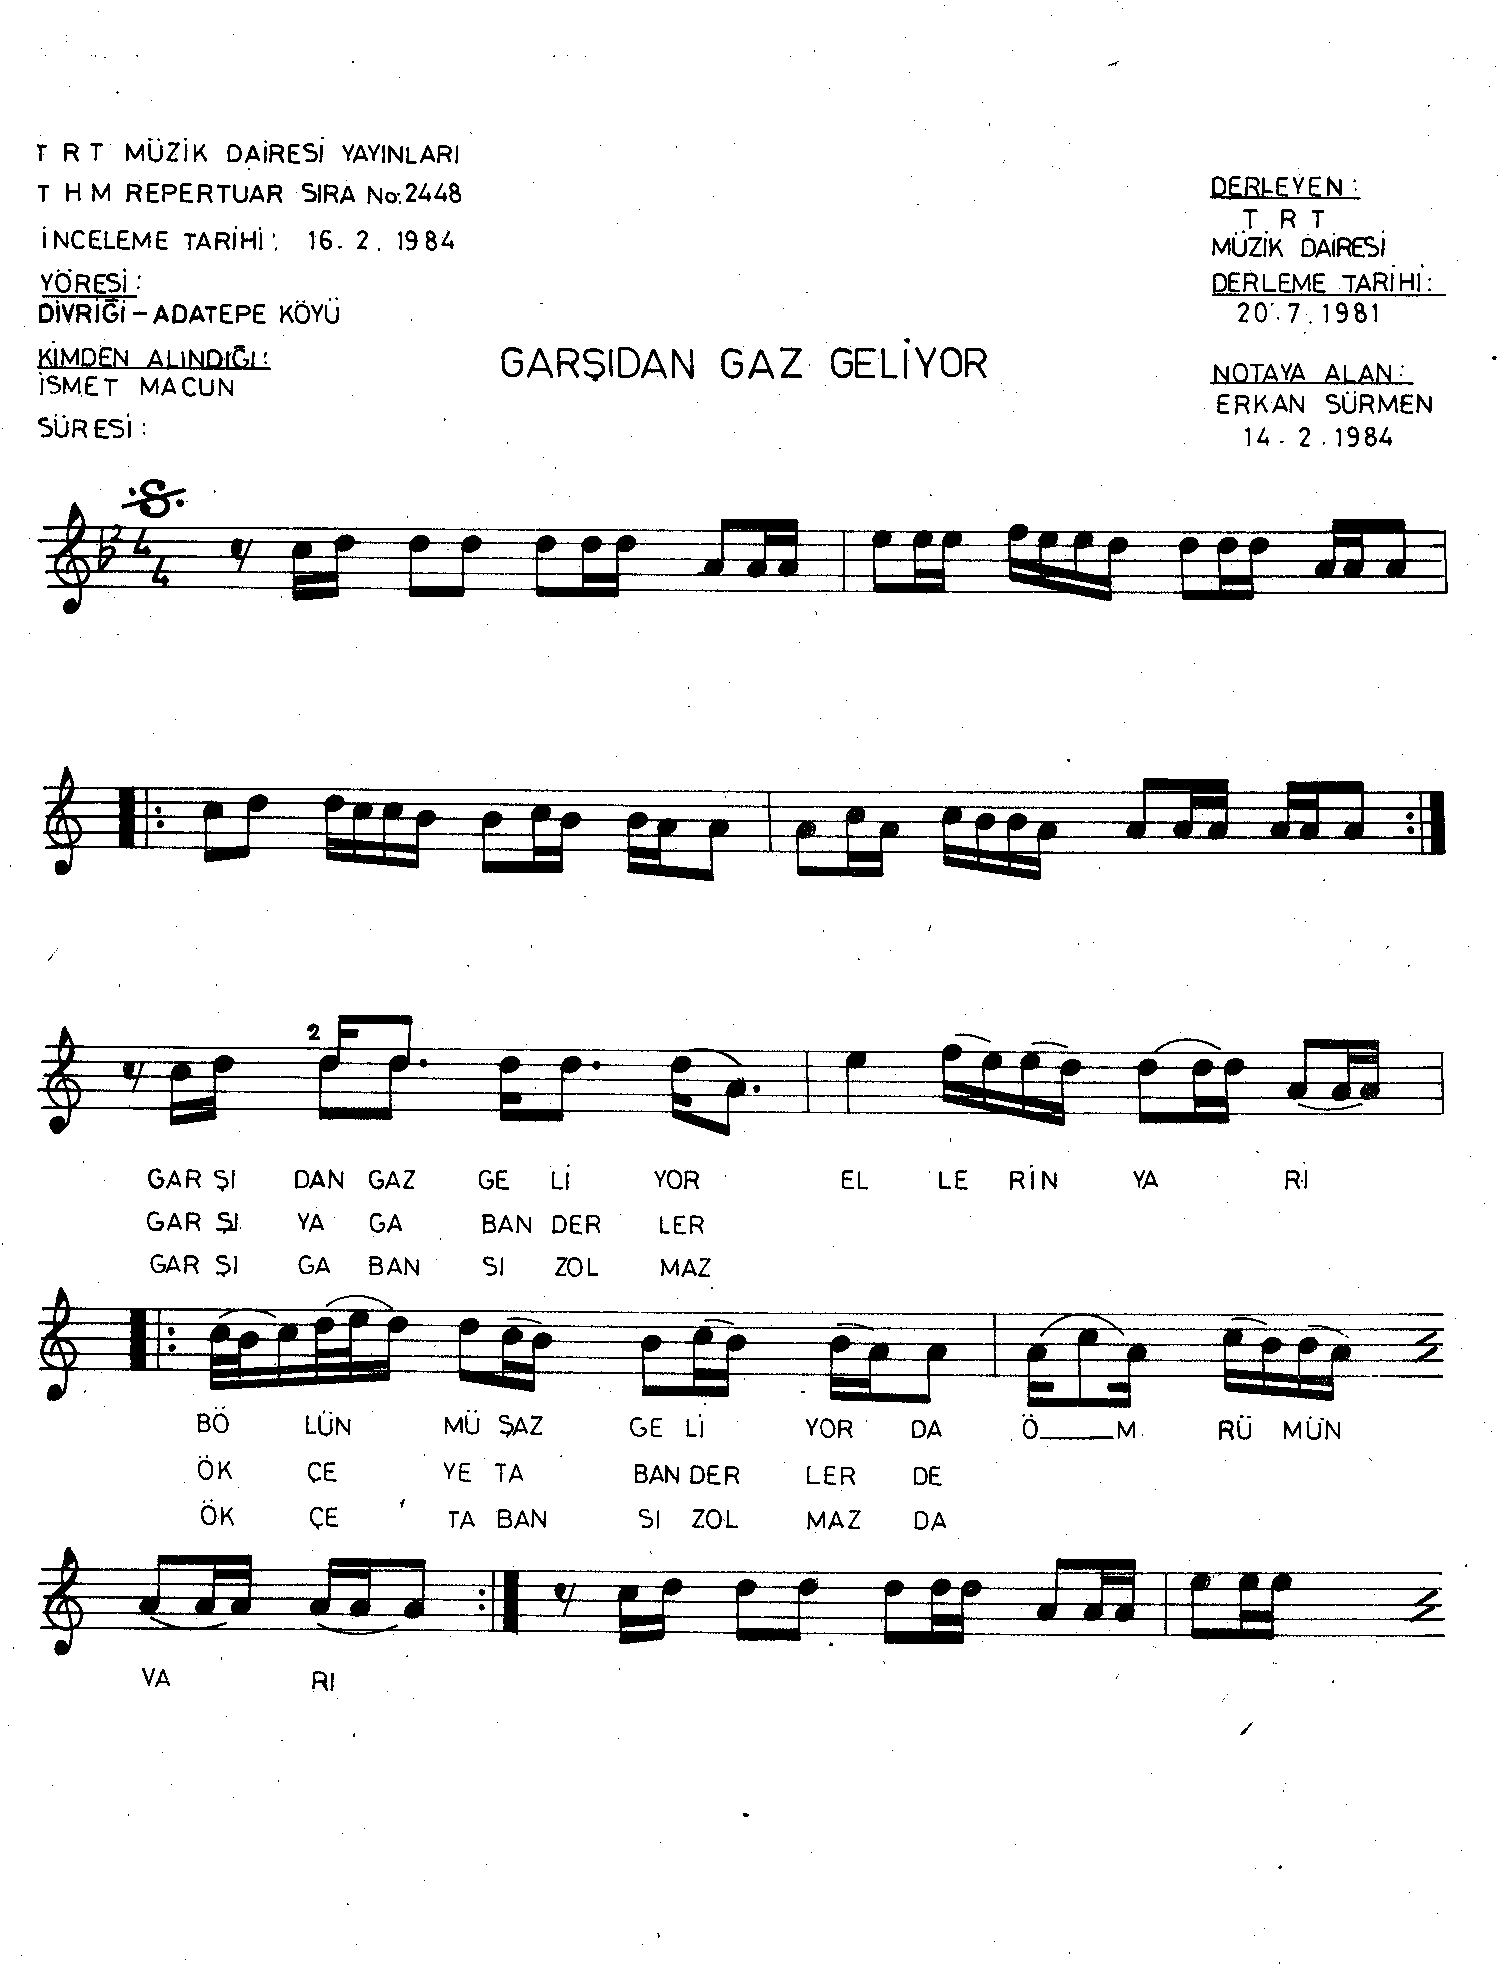 T R T MÜZİK DAİRESİ YAYINLARI
T H M REPERTUAR SIRA No: 2448
İNCELEME TARİHİ: 16. 2. 1984
YÖRESİ:
DİVRİĞİ - ADATEPE KÖYÜ
KİMDEN ALINDIĞI:
İSMET MACUN
SÜRESİ:
GARŞIDAN GAZ GELİYOR
DERLEYEN:
T R T
MÜZİK DAİRESİ
DERLEME TARİHİ:
20.7.1981
NOTAYA ALAN:
ERKAN SÜRMEN
14.2.1984
4
4
2
GAR ŞI DAN GAZ GE Lİ YOR EL LE RİN YA RI
GAR ŞI YA GA BAN DER LER
GAR ŞI GA BAN SI ZOL MAZ
BÖ LÜN MÜ ŞAZ GE Lİ YOR DA Ö____M RÜ MÜN
ÖK ÇE YE TA BAN DER LER DE
ÖK ÇE TA BAN SI ZOL MAZ DA
VA RI